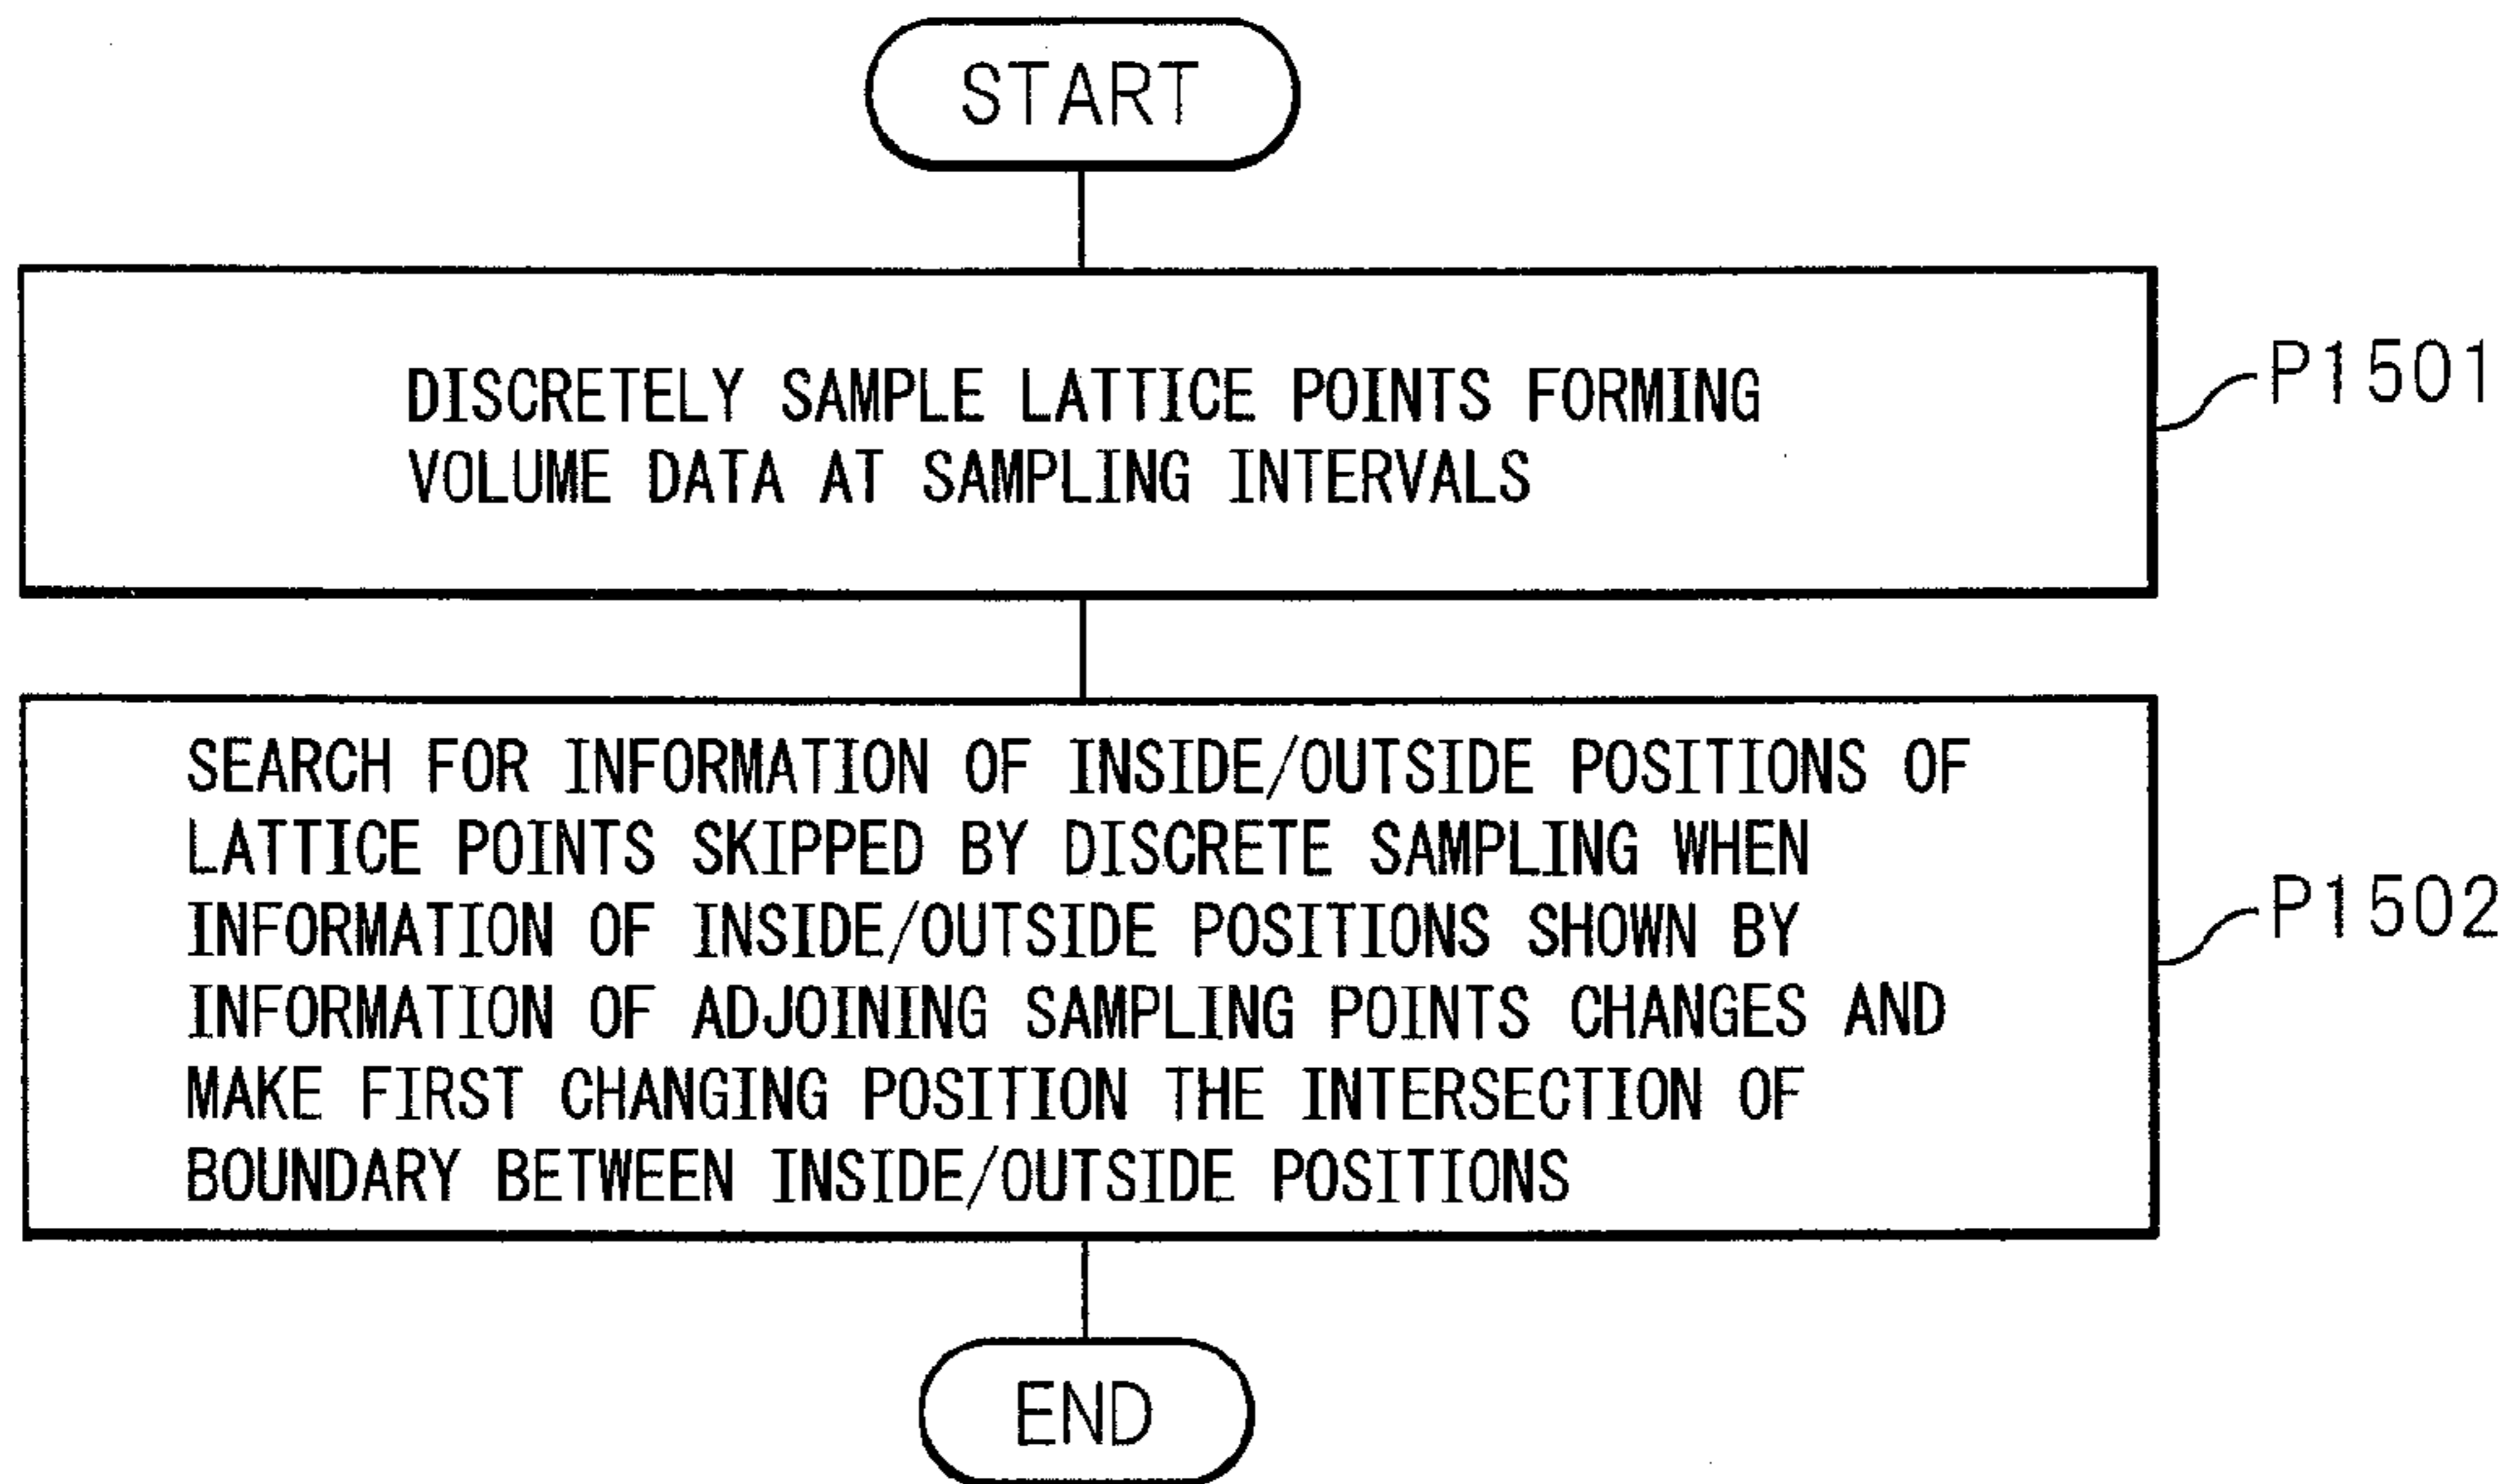 START
DISCRETELY SAMPLE LATTICE POINTS FORMING
VOLUME DATA AT SAMPLING INTERVALS
P1501
SEARCH FOR INFORMATION OF INSIDE/OUTSIDE POSITIONS OF
LATTICE POINTS SKIPPED BY DISCRETE SAMPLING WHEN
INFORMATION OF INSIDE/OUTSIDE POSITIONS SHOWN BY
INFORMATION OF ADJOINING SAMPLING POINTS CHANGES AND
MAKE FIRST CHANGING POSITION THE INTERSECTION OF
BOUNDARY BETWEEN INSIDE/OUTSIDE POSITIONS
P1502
END